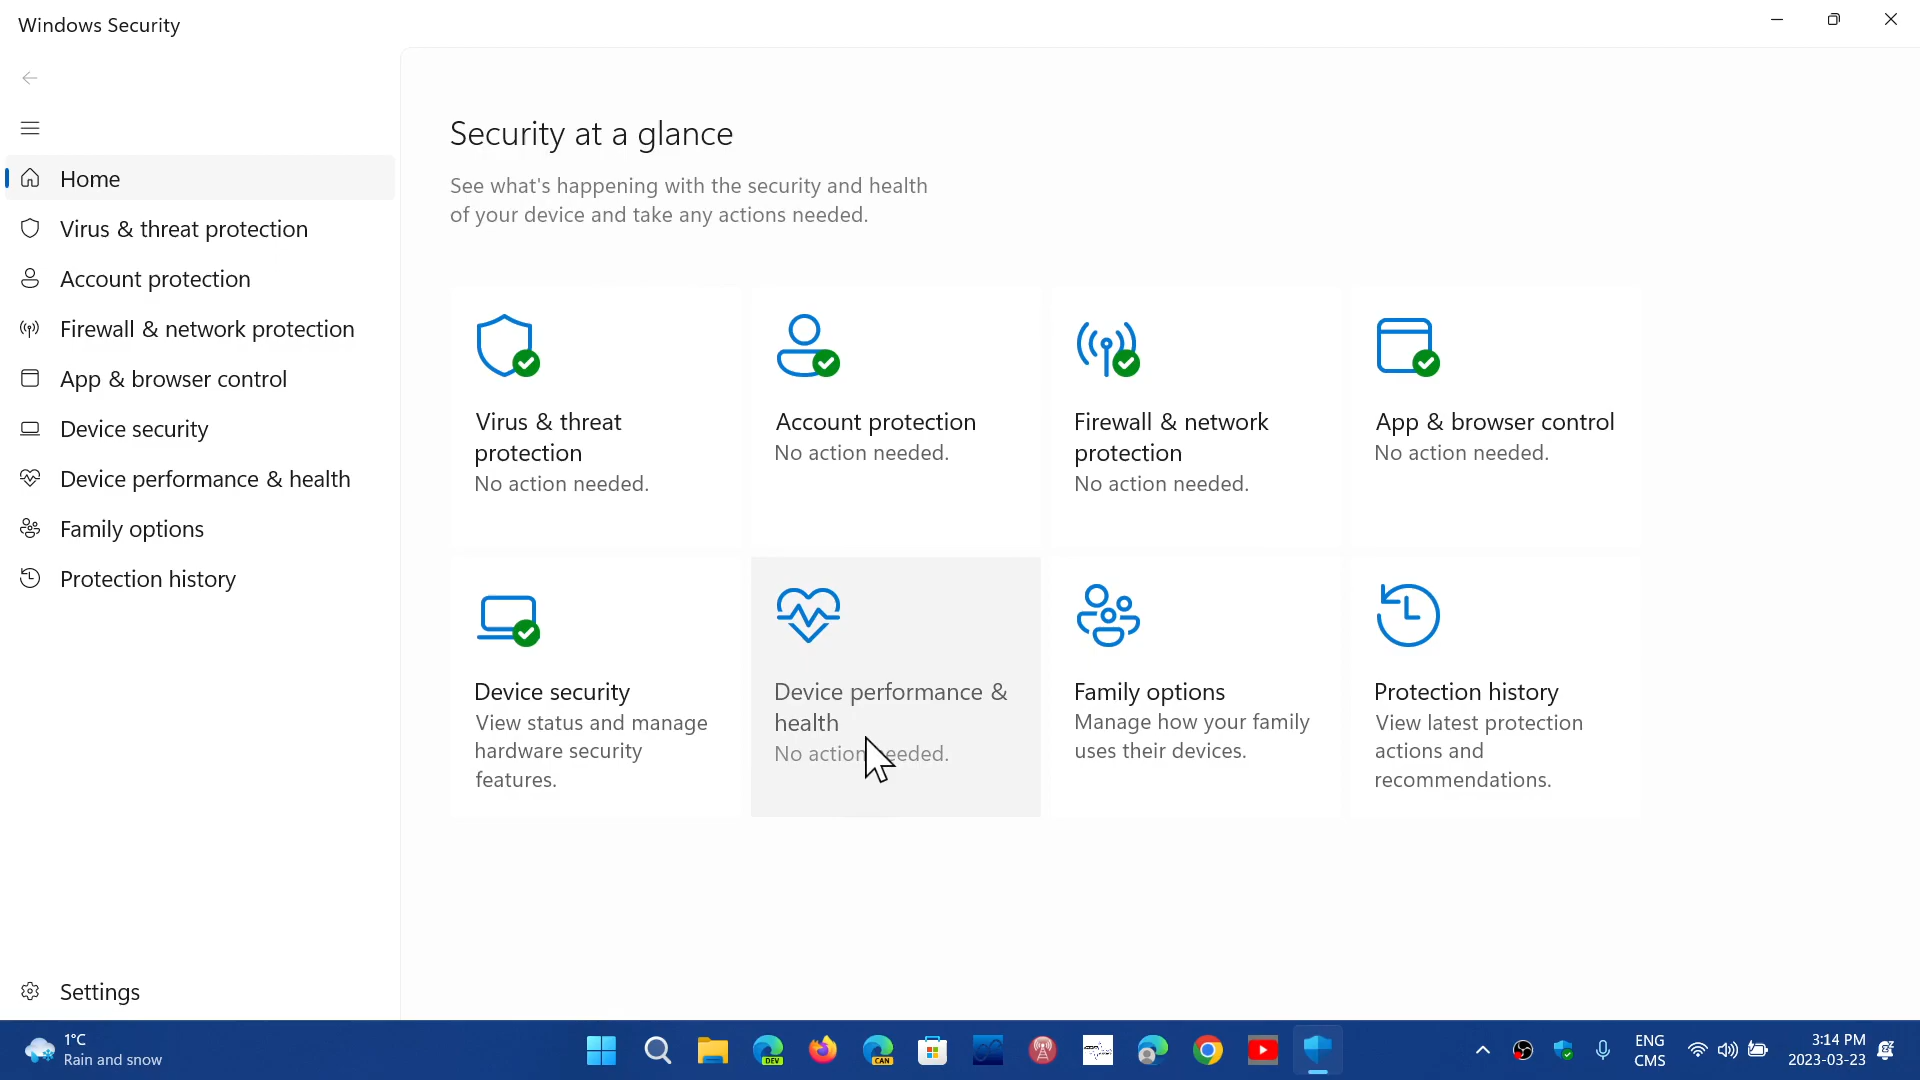 Windows Security
Home
Virus & threat protection
Account protection
Firewall & network protection
App & browser control
Device security
Device performance & health
Family options
Protection history
Settings
Security at a glance
See what's happening with the security and health
of your device and take any actions needed.
Virus & threat
protection
No action needed.
Account protection
No action needed.
Firewall & network
protection
No action needed.
App & browser control
No action needed.
Device security
View status and manage
hardware security
features.
Device performance &
health
No action needed.
Family options
Manage how your family
uses their devices.
Protection history
View latest protection
actions and
recommendations.
1°C
Rain and snow
DEV
CAN
ENG
CMS
3:14 PM
2023-03-23